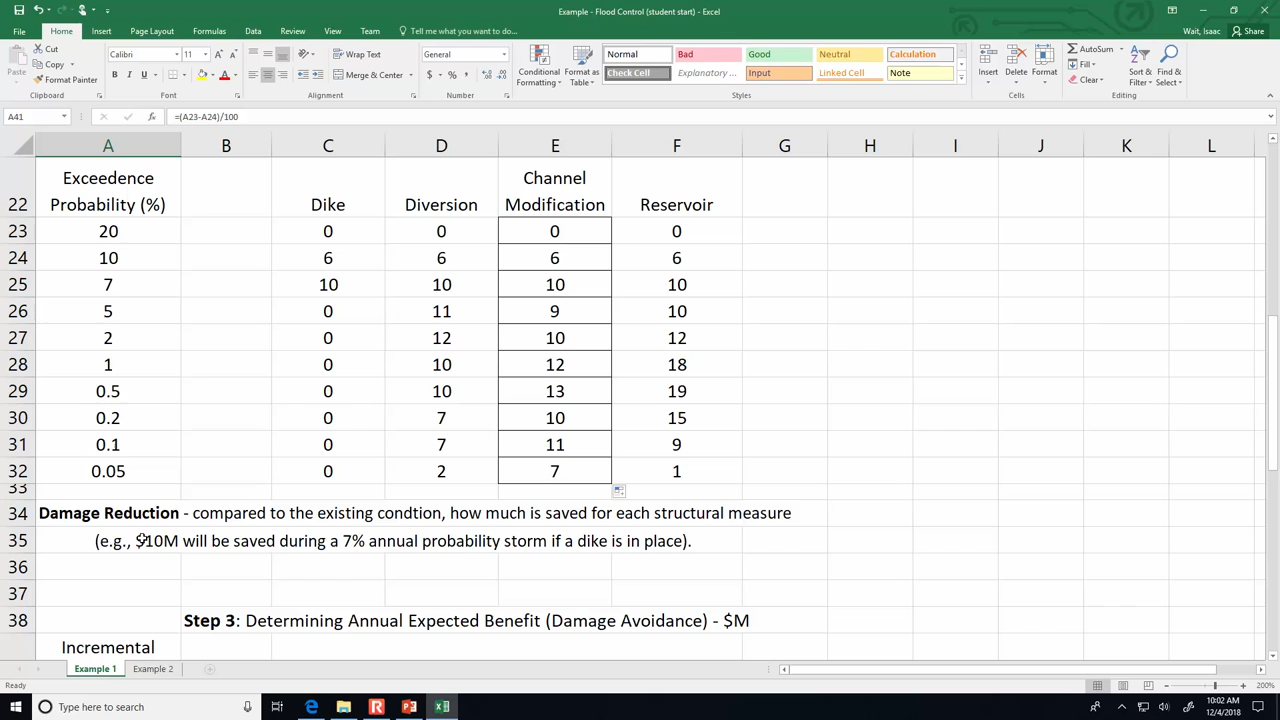 Example - Flood Control (student start) - Excel
Wait, Isaac
Share
File Home Insert Page Layout Formulas Data Review View Team Tell me what you want to do...
Cut
Copy
Format Painter
Paste
Calibri 11
Wrap Text
Merge & Center
General
Conditional Formatting
Format as Table
Normal Bad Good Neutral Calculation
Check Cell Explanatory ... Input Linked Cell Note
Insert Delete Format
AutoSum
Fill
Clear
Sort & Filter
Find & Select
Clipboard Font Alignment Number Styles Cells Editing
A41 =(A23-A24)/100
A B C D E F G H I J K L
22 Exceedence Probability (%) Dike Diversion Channel Modification Reservoir
23 20 0 0 0 0
24 10 6 6 6 6
25 7 10 10 10 10
26 5 0 11 9 10
27 2 0 12 10 12
28 1 0 10 12 18
29 0.5 0 10 13 19
30 0.2 0 7 10 15
31 0.1 0 7 11 9
32 0.05 0 2 7 1
33
34 Damage Reduction - compared to the existing condtion, how much is saved for each structural measure
35 (e.g., $10M will be saved during a 7% annual probability storm if a dike is in place).
36
37
38 Step 3: Determining Annual Expected Benefit (Damage Avoidance) - $M
Incremental
Example 1 Example 2
Ready
200%
Type here to search
10:02 AM
12/4/2018